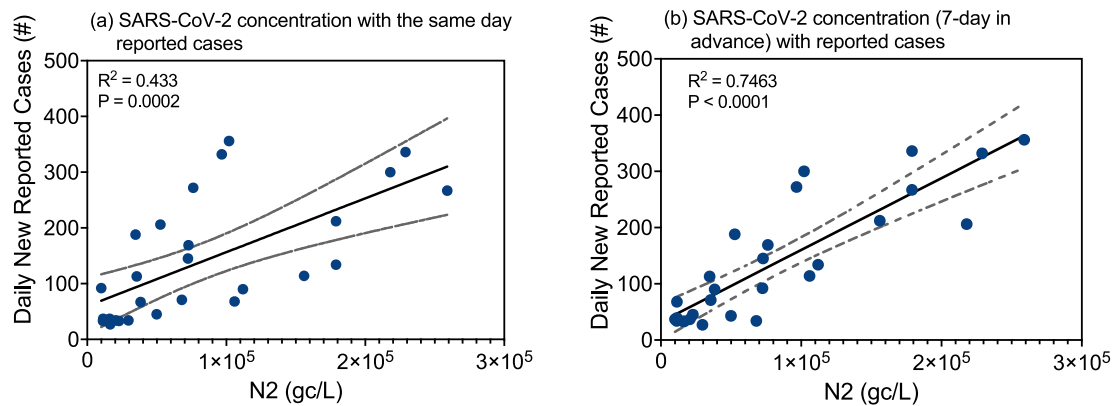 (a) SARS-CoV-2 concentration with the same day
reported cases
R² = 0.433
P = 0.0002
Daily New Reported Cases (#)
500
400
300
200
100
0
0
1×10⁵
2×10⁵
3×10⁵
N2 (gc/L)
(b) SARS-CoV-2 concentration (7-day in
advance) with reported cases
R² = 0.7463
P < 0.0001
Daily New Reported Cases (#)
500
400
300
200
100
0
0
1×10⁵
2×10⁵
3×10⁵
N2 (gc/L)